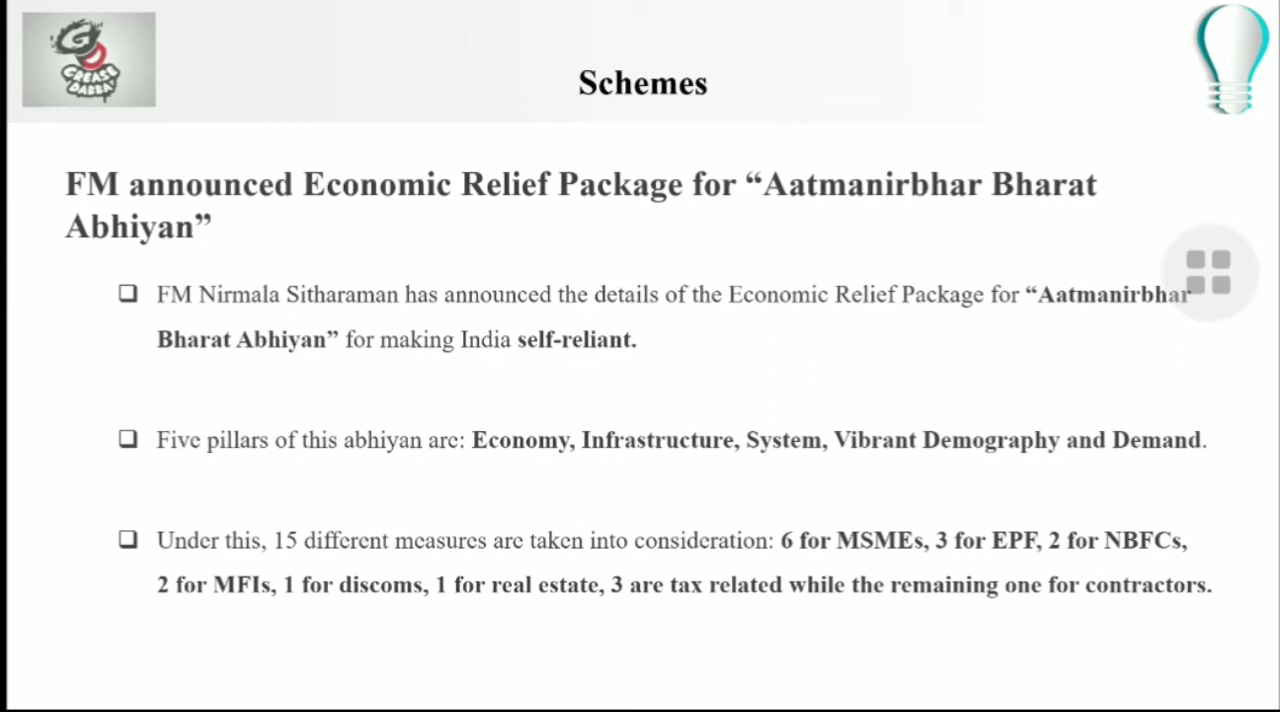 GREASE
DABBA
Schemes
FM announced Economic Relief Package for “Aatmanirbhar Bharat
Abhiyan”
❑ FM Nirmala Sitharaman has announced the details of the Economic Relief Package for “Aatmanirbhar
Bharat Abhiyan” for making India self-reliant.
❑ Five pillars of this abhiyan are: Economy, Infrastructure, System, Vibrant Demography and Demand.
❑ Under this, 15 different measures are taken into consideration: 6 for MSMEs, 3 for EPF, 2 for NBFCs,
2 for MFIs, 1 for discoms, 1 for real estate, 3 are tax related while the remaining one for contractors.